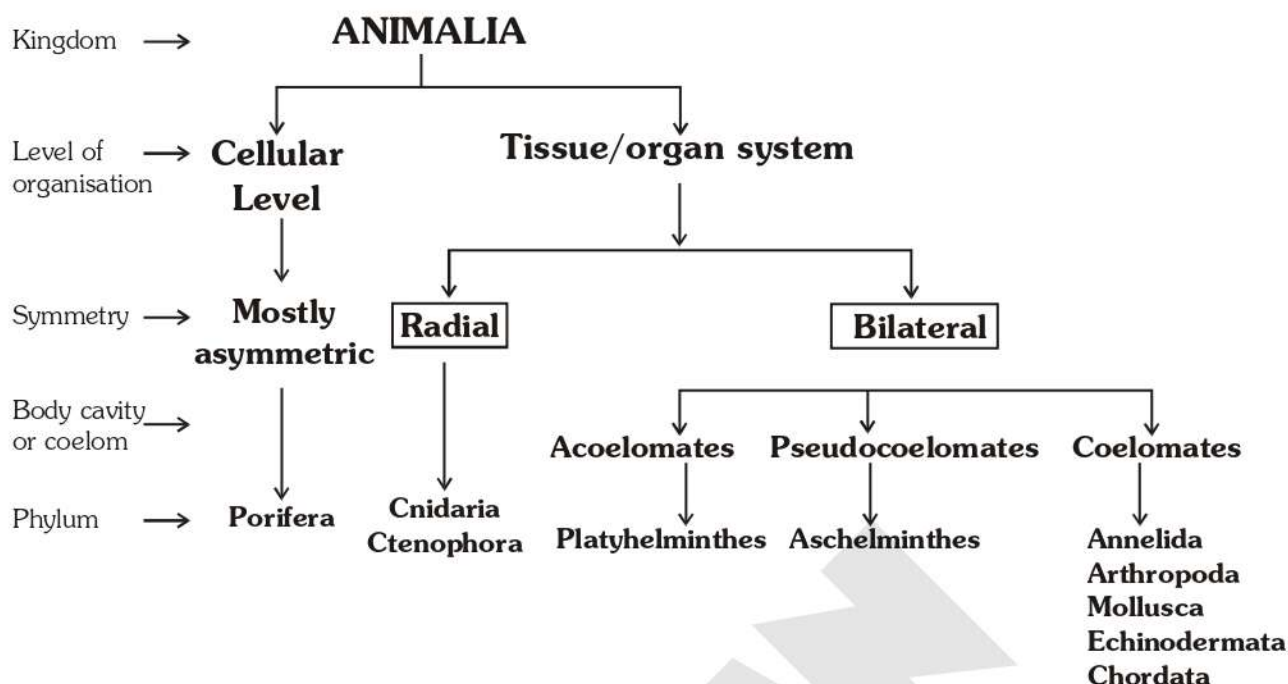 Kingdom
ANIMALIA
Level of
organisation
Cellular
Level
Tissue/organ system
Symmetry
Mostly
asymmetric
Radial
Bilateral
Body cavity
or coelom
Acoelomates
Pseudocoelomates
Coelomates
Phylum
Porifera
Cnidaria
Ctenophora
Platyhelminthes
Aschelminthes
Annelida
Arthropoda
Mollusca
Echinodermata
Chordata